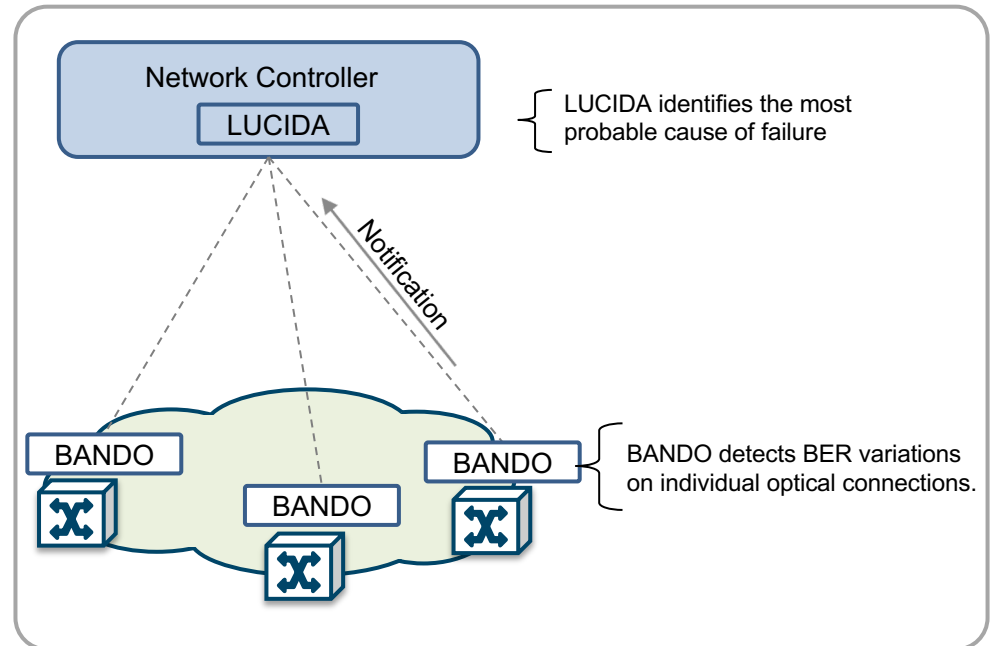 Network Controller
LUCIDA
LUCIDA identifies the most
probable cause of failure
Notification
BANDO
BANDO
BANDO
BANDO detects BER variations
on individual optical connections.